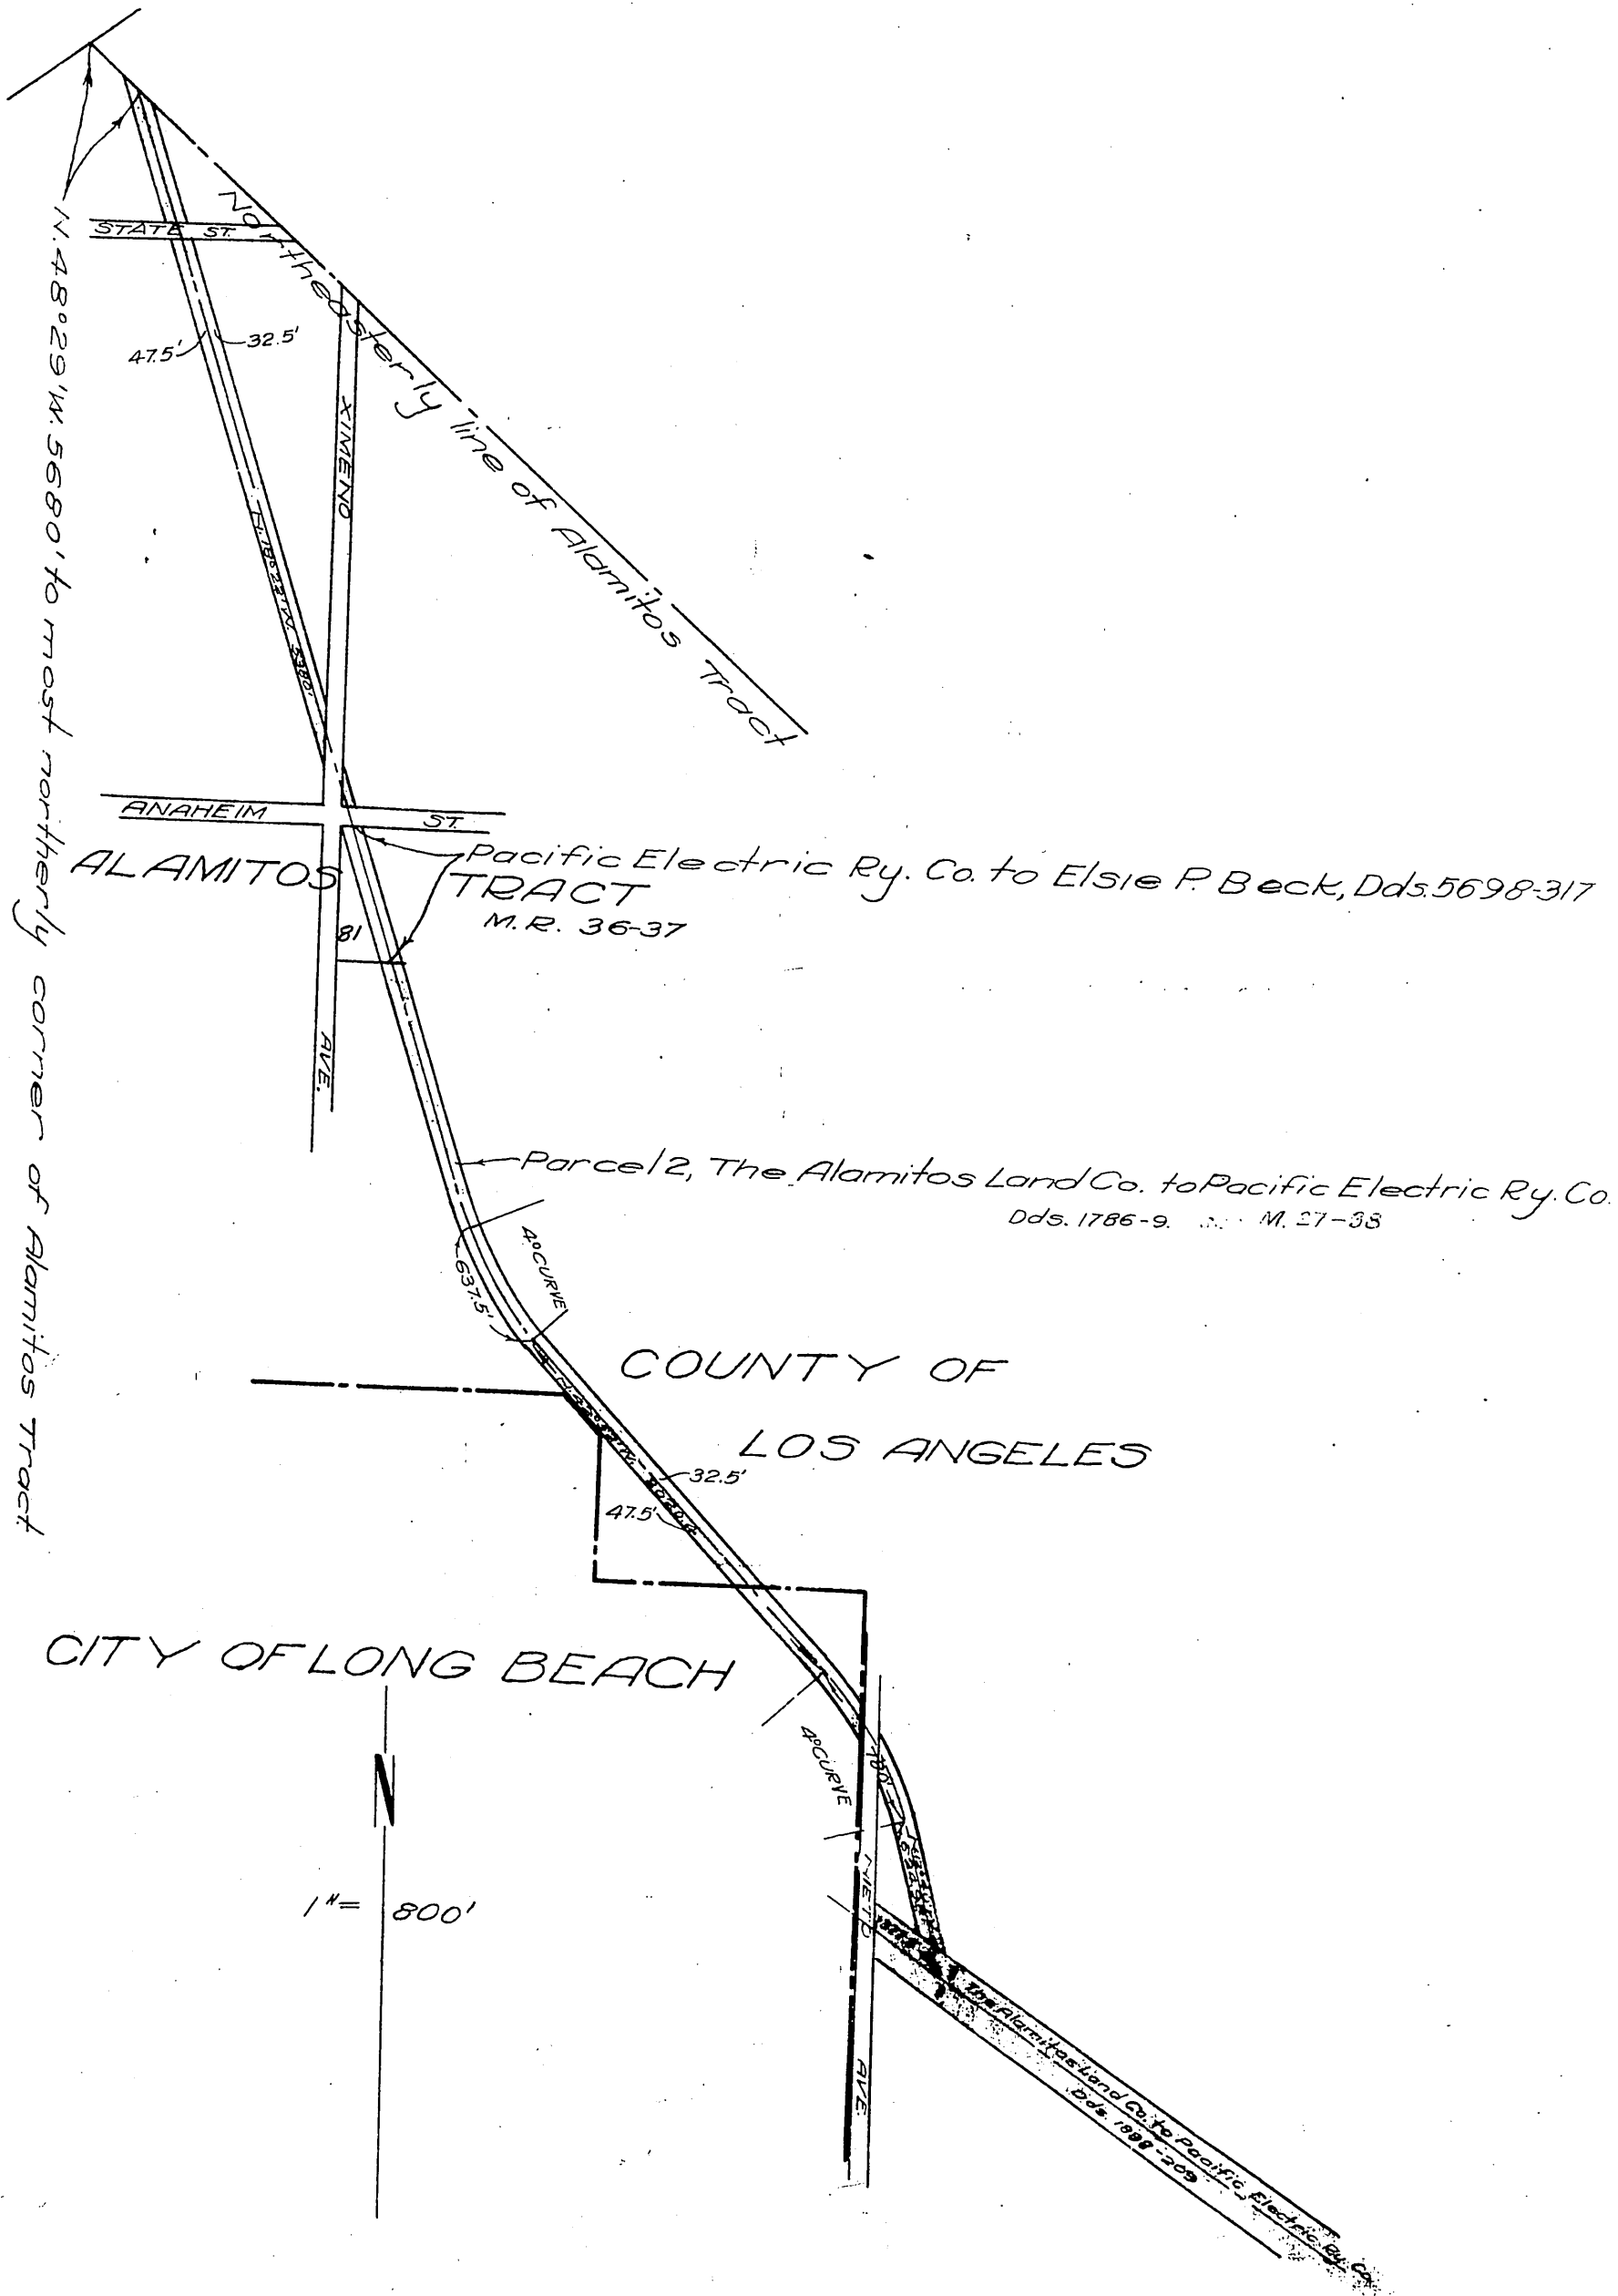 N.48°29'W. 5680' to most northerly corner of Alamitos Tract
Northeasterly line of Alamitos Tract
STATE ST.
47.5'
32.5'
XIMENO
ANAHEIM ST.
ALAMITOS TRACT
M.R. 36-37
Pacific Electric Ry. Co. to Elsie P. Beck, Dds. 5698-317
81
AVE.
Parcel 2, The Alamitos Land Co. to Pacific Electric Ry. Co.
Dds. 1786-9. M. 27-38
4° CURVE
637.5'
COUNTY OF
LOS ANGELES
32.5'
47.5'
CITY OF LONG BEACH
4° CURVE
N
1"= 800'
NIETO
AVE.
The Alamitos Land Co. to Pacific Electric Ry. Co.
Dds. 1888-209